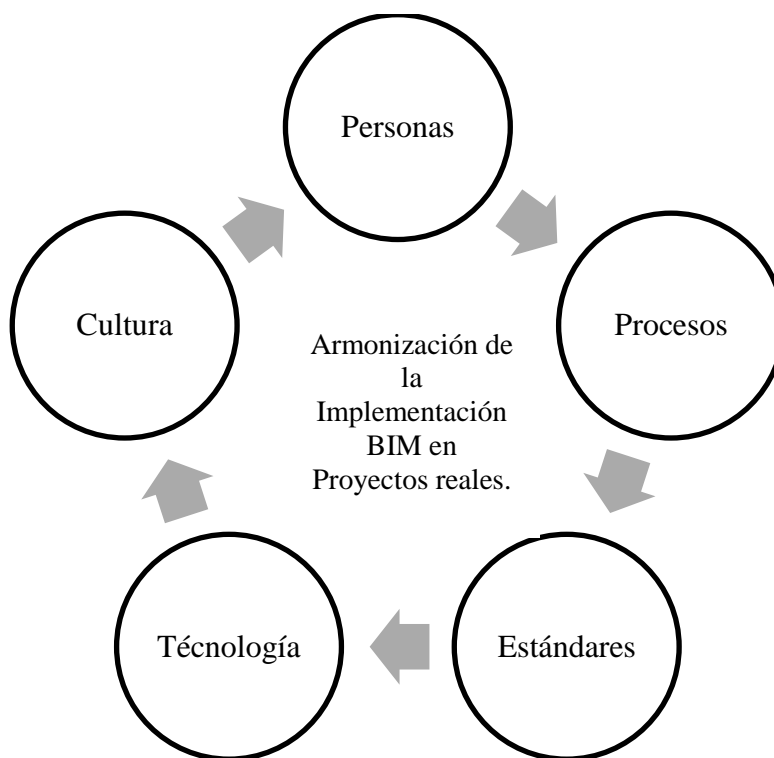 Personas
Cultura
Procesos
Armonización de
la
Implementación
BIM en
Proyectos reales.
Técnología
Estándares